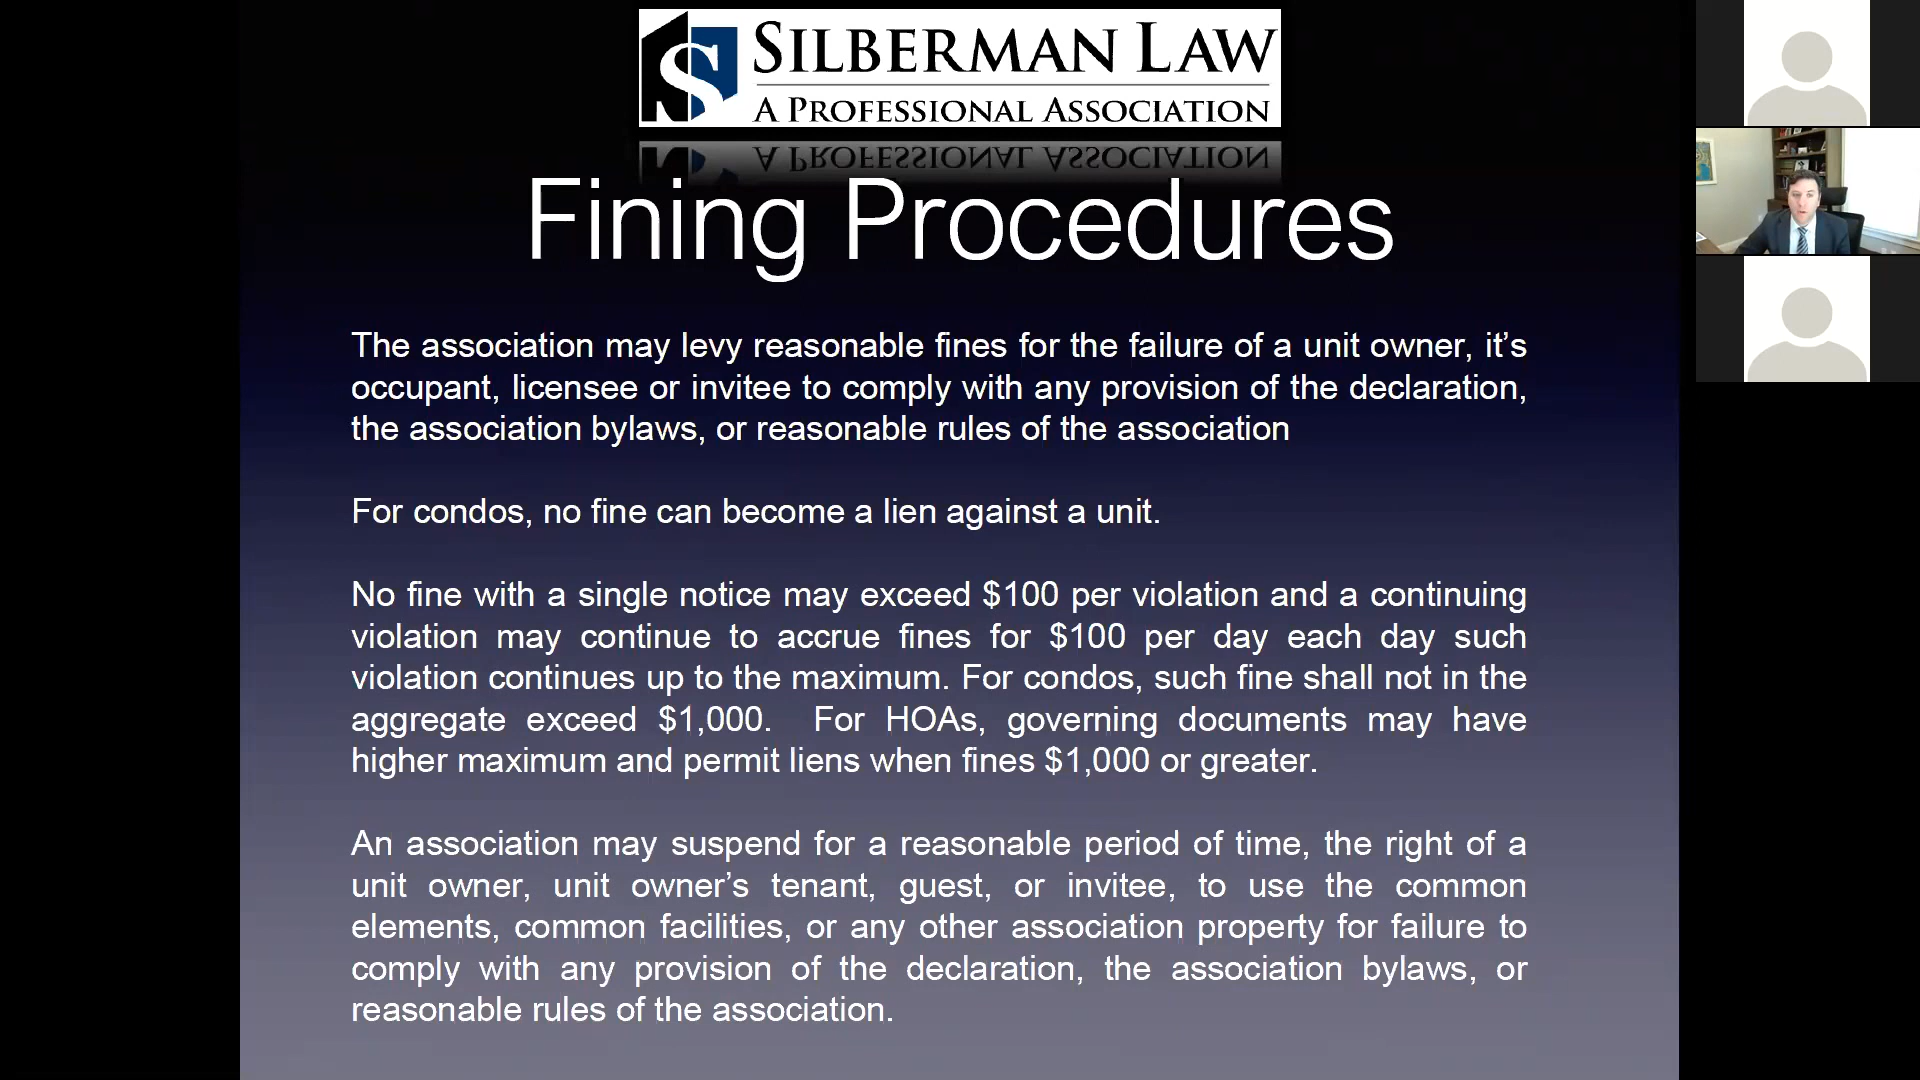 S SILBERMAN LAW
A PROFESSIONAL ASSOCIATION
Fining Procedures
The association may levy reasonable fines for the failure of a unit owner, it’s
occupant, licensee or invitee to comply with any provision of the declaration,
the association bylaws, or reasonable rules of the association
For condos, no fine can become a lien against a unit.
No fine with a single notice may exceed $100 per violation and a continuing
violation may continue to accrue fines for $100 per day each day such
violation continues up to the maximum. For condos, such fine shall not in the
aggregate exceed $1,000. For HOAs, governing documents may have
higher maximum and permit liens when fines $1,000 or greater.
An association may suspend for a reasonable period of time, the right of a
unit owner, unit owner’s tenant, guest, or invitee, to use the common
elements, common facilities, or any other association property for failure to
comply with any provision of the declaration, the association bylaws, or
reasonable rules of the association.